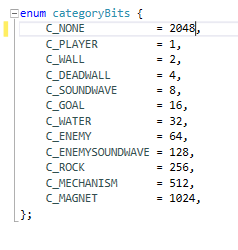 enum categoryBits {
C_NONE = 2048,
C_PLAYER = 1,
C_WALL = 2,
C_DEADWALL = 4,
C_SOUNDWAVE = 8,
C_GOAL = 16,
C_WATER = 32,
C_ENEMY = 64,
C_ENEMYSOUNDWAVE = 128,
C_ROCK = 256,
C_MECHANISM = 512,
C_MAGNET = 1024,
};